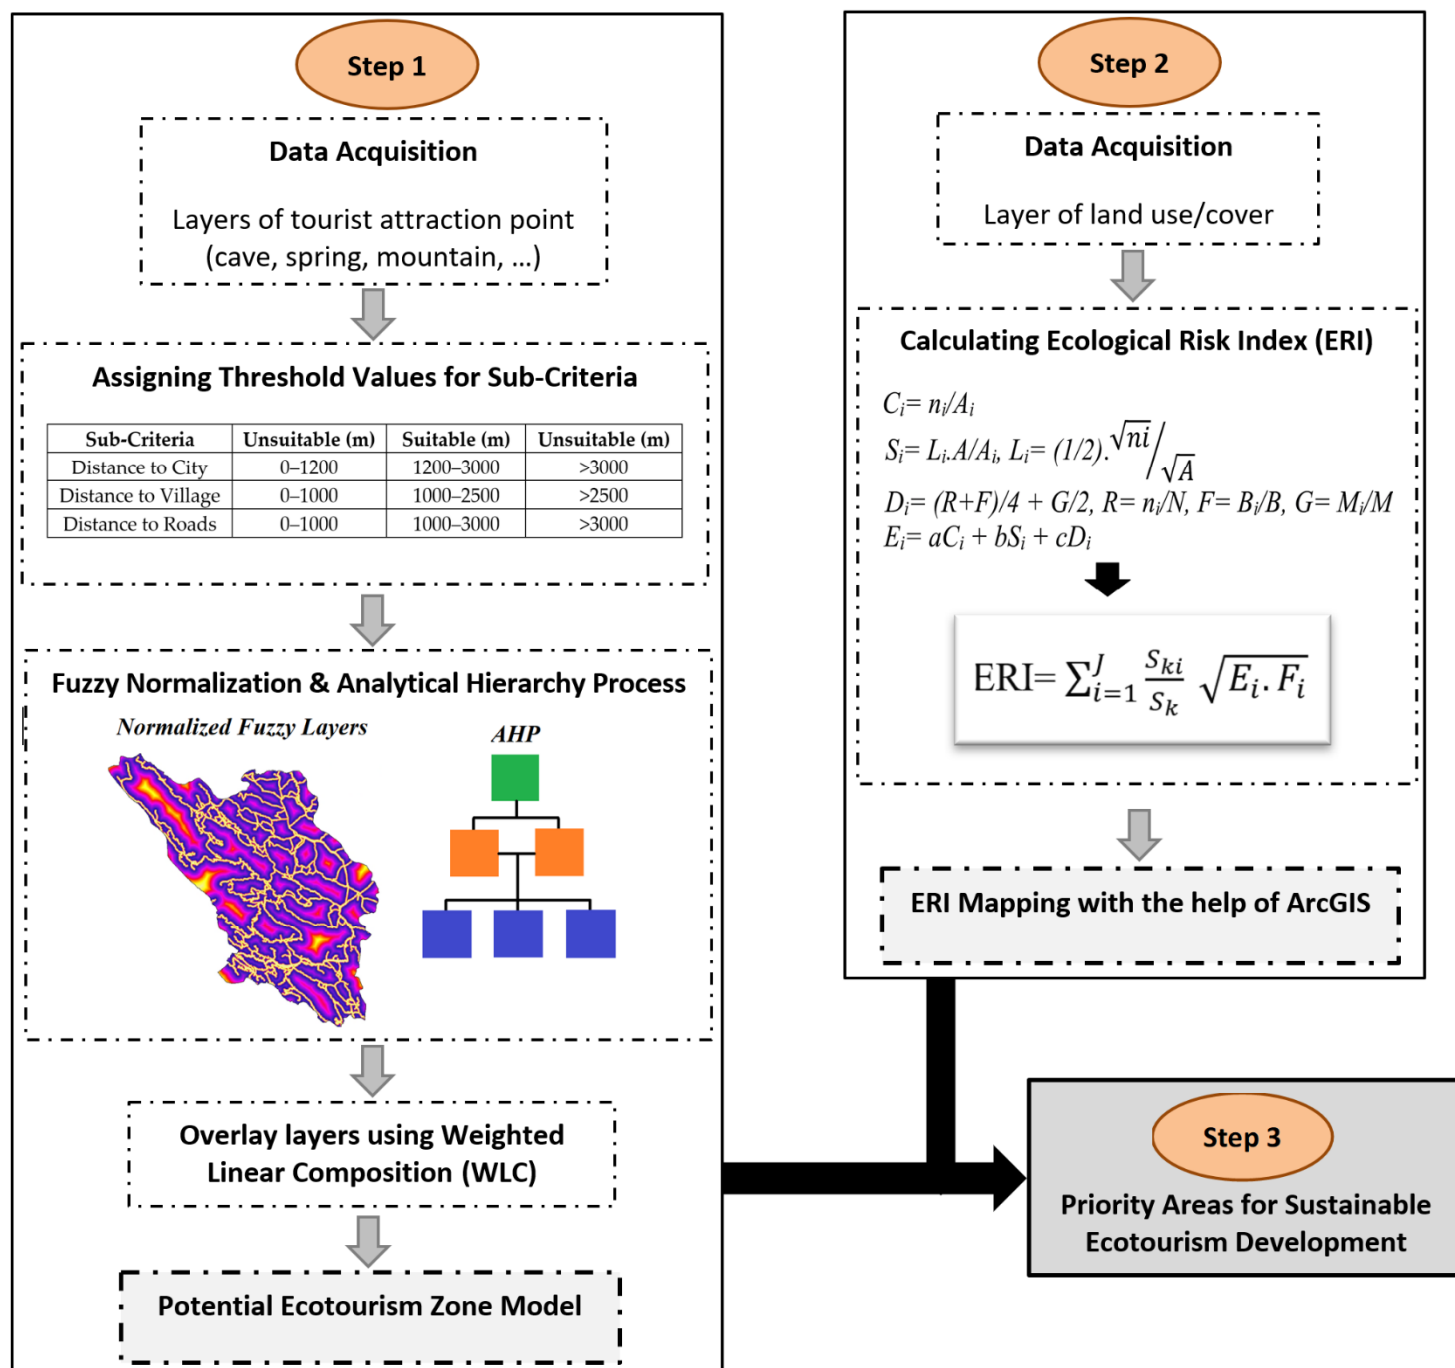 Step 1
Data Acquisition
Layers of tourist attraction point
(cave, spring, mountain, ...)
Assigning Threshold Values for Sub-Criteria
Sub-Criteria Unsuitable (m) Suitable (m) Unsuitable (m)
Distance to City 0–1200 1200–3000 >3000
Distance to Village 0–1000 1000–2500 >2500
Distance to Roads 0–1000 1000–3000 >3000
Fuzzy Normalization & Analytical Hierarchy Process
Normalized Fuzzy Layers
AHP
Overlay layers using Weighted
Linear Composition (WLC)
Potential Ecotourism Zone Model
Step 2
Data Acquisition
Layer of land use/cover
Calculating Ecological Risk Index (ERI)
Cᵢ= nᵢ/Aᵢ
Sᵢ= Lᵢ.A/Aᵢ, Lᵢ= (1/2).√ni/√A
Dᵢ= (R+F)/4 + G/2, R= nᵢ/N, F= Bᵢ/B, G= Mᵢ/M
Eᵢ= aCᵢ + bSᵢ + cDᵢ
ERI= ∑ᴶᵢ₌₁ Sₖᵢ/Sₖ √Eᵢ.Fᵢ
ERI Mapping with the help of ArcGIS
Step 3
Priority Areas for Sustainable
Ecotourism Development